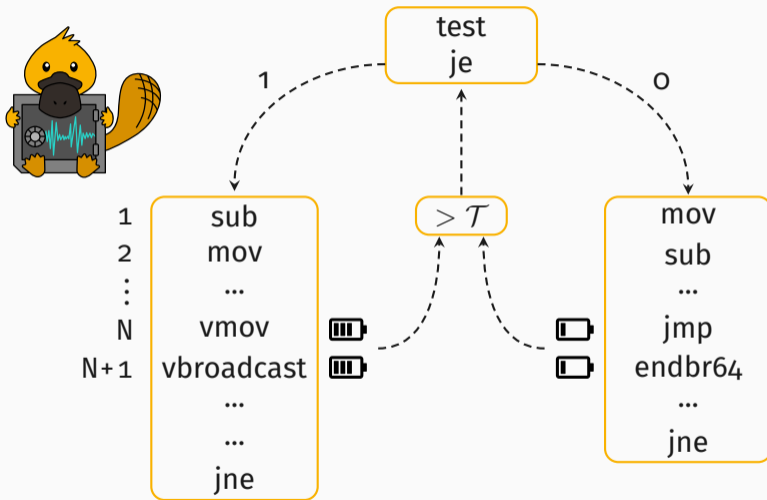 test
je
1
0
> T
1
2
⋮
N
N+1
sub
mov
...
vmov
vbroadcast
...
...
jne
mov
sub
...
jmp
endbr64
...
jne